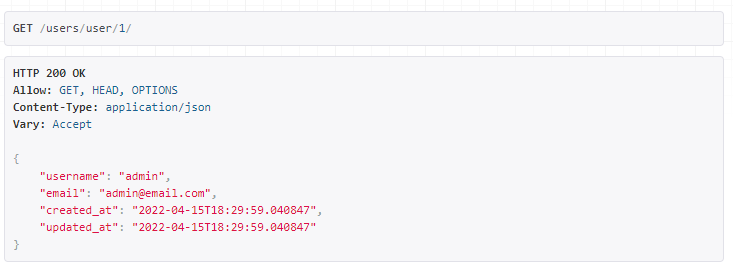 GET /users/user/1/
HTTP 200 OK
Allow: GET, HEAD, OPTIONS
Content-Type: application/json
Vary: Accept
{
    "username": "admin",
    "email": "admin@email.com",
    "created_at": "2022-04-15T18:29:59.040847",
    "updated_at": "2022-04-15T18:29:59.040847"
}